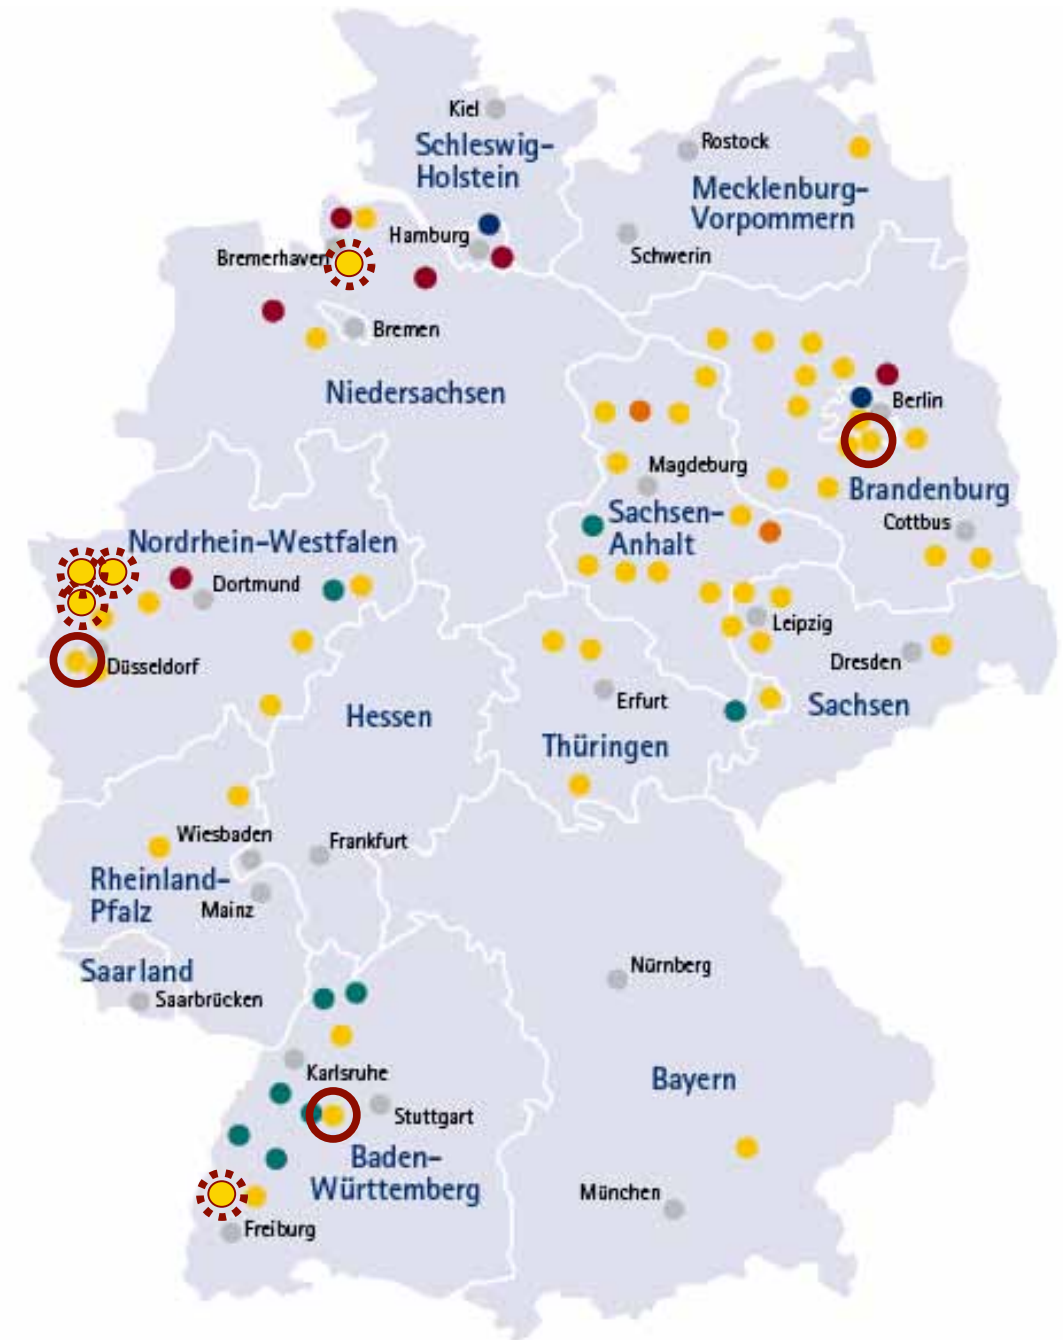 Kiel
Schleswig-
Holstein
Rostock
Mecklenburg-
Vorpommern
Hamburg
Bremerhaven
Schwerin
Bremen
Niedersachsen
Berlin
Magdeburg
Brandenburg
Sachsen-
Anhalt
Cottbus
Nordrhein-Westfalen
Dortmund
Leipzig
Düsseldorf
Dresden
Erfurt
Sachsen
Hessen
Thüringen
Wiesbaden
Frankfurt
Rheinland-
Pfalz
Mainz
Saarland
Saarbrücken
Nürnberg
Karlsruhe
Bayern
Stuttgart
Baden-
Württemberg
München
Freiburg